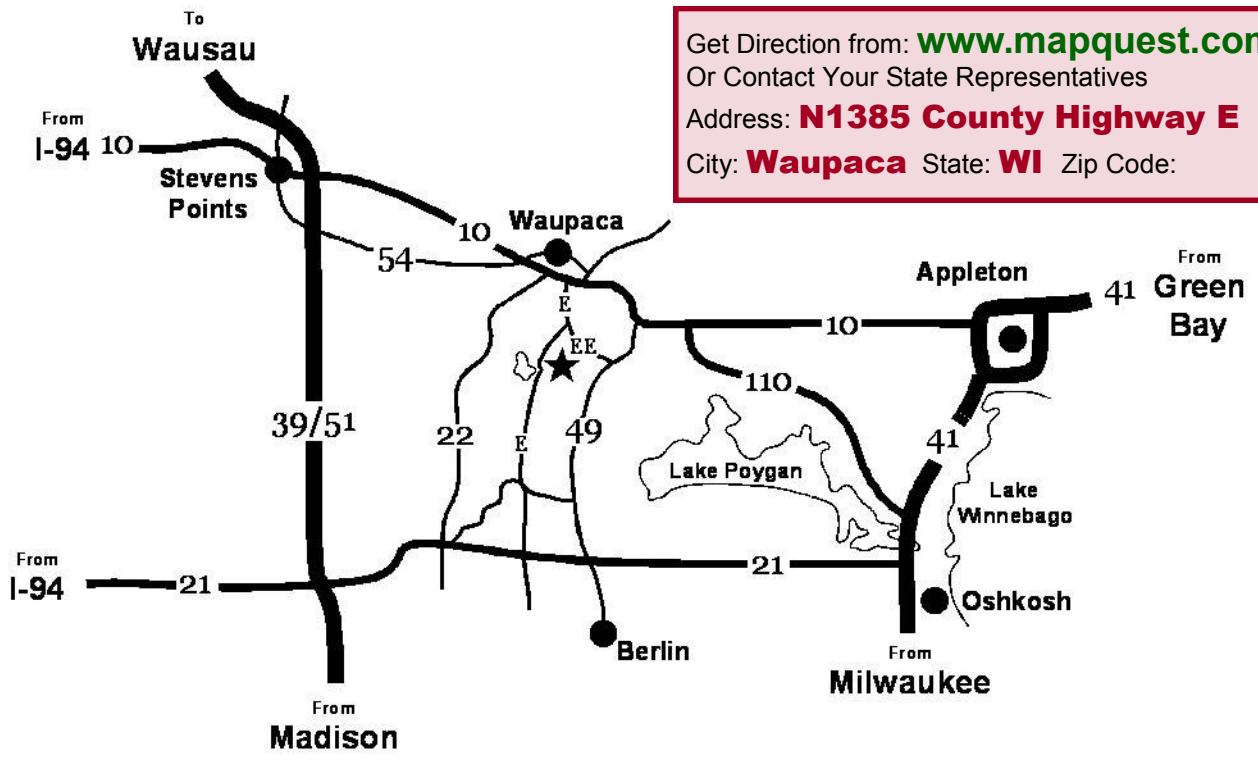 To
Wausau
Get Direction from: www.mapquest.com
Or Contact Your State Representatives
Address: N1385 County Highway E
City: Waupaca State: WI Zip Code:
From
I-94 10
Stevens
Points
10
Waupaca
54
E
EE
Appleton
From
41 Green
Bay
10
110
39/51
22
E
49
41
Lake Poygan
Lake
Winnebago
From
I-94
21
21
Oshkosh
Berlin
From
Milwaukee
From
Madison